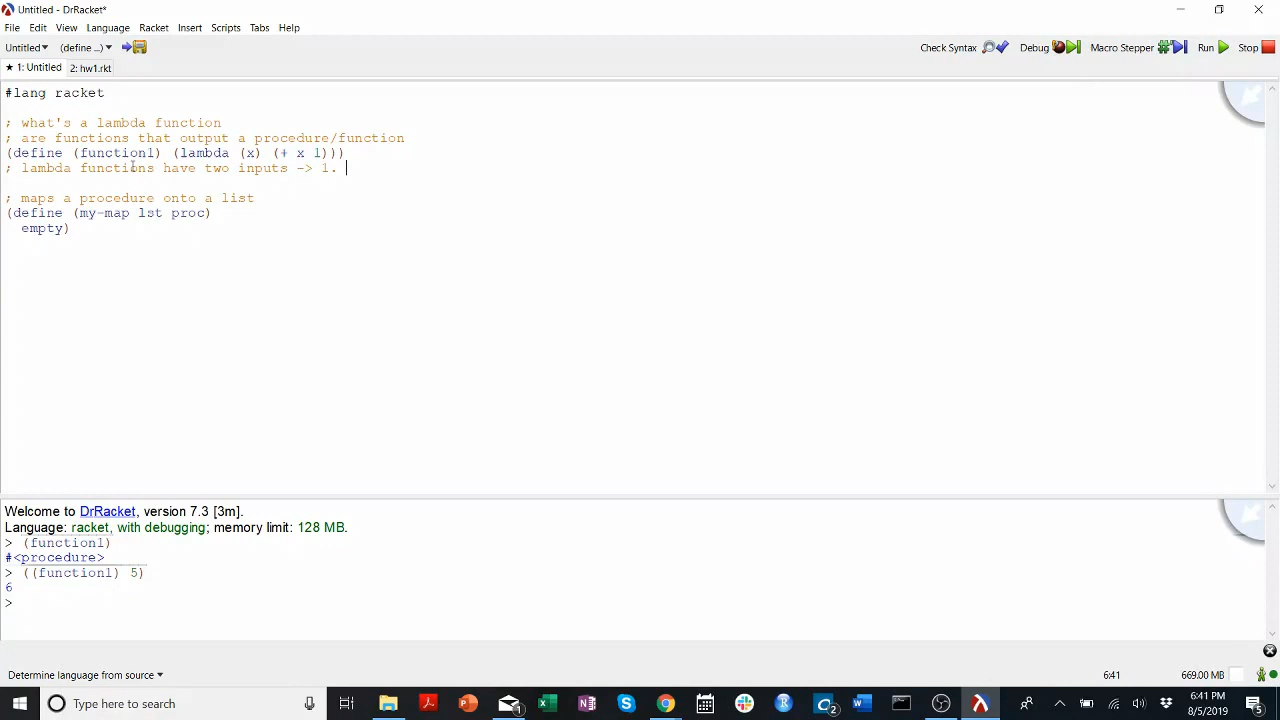 Untitled - DrRacket*
File Edit View Language Racket Insert Scripts Tabs Help
Untitled▾ (define ...)▾ Check Syntax Debug Macro Stepper Run Stop
★ 1: Untitled 2: hw1.rkt
#lang racket
; what's a lambda function
; are functions that output a procedure/function
(define (function1) (lambda (x) (+ x 1)))
; lambda functions have two inputs -> 1.
; maps a procedure onto a list
(define (my-map lst proc)
empty)
Welcome to DrRacket, version 7.3 [3m].
Language: racket, with debugging; memory limit: 128 MB.
> (function1)
#<procedure>
> ((function1) 5)
6
>
Determine language from source▾ 6:41 669.00 MB
Type here to search 1 2 6:41 PM
8/5/2019 5